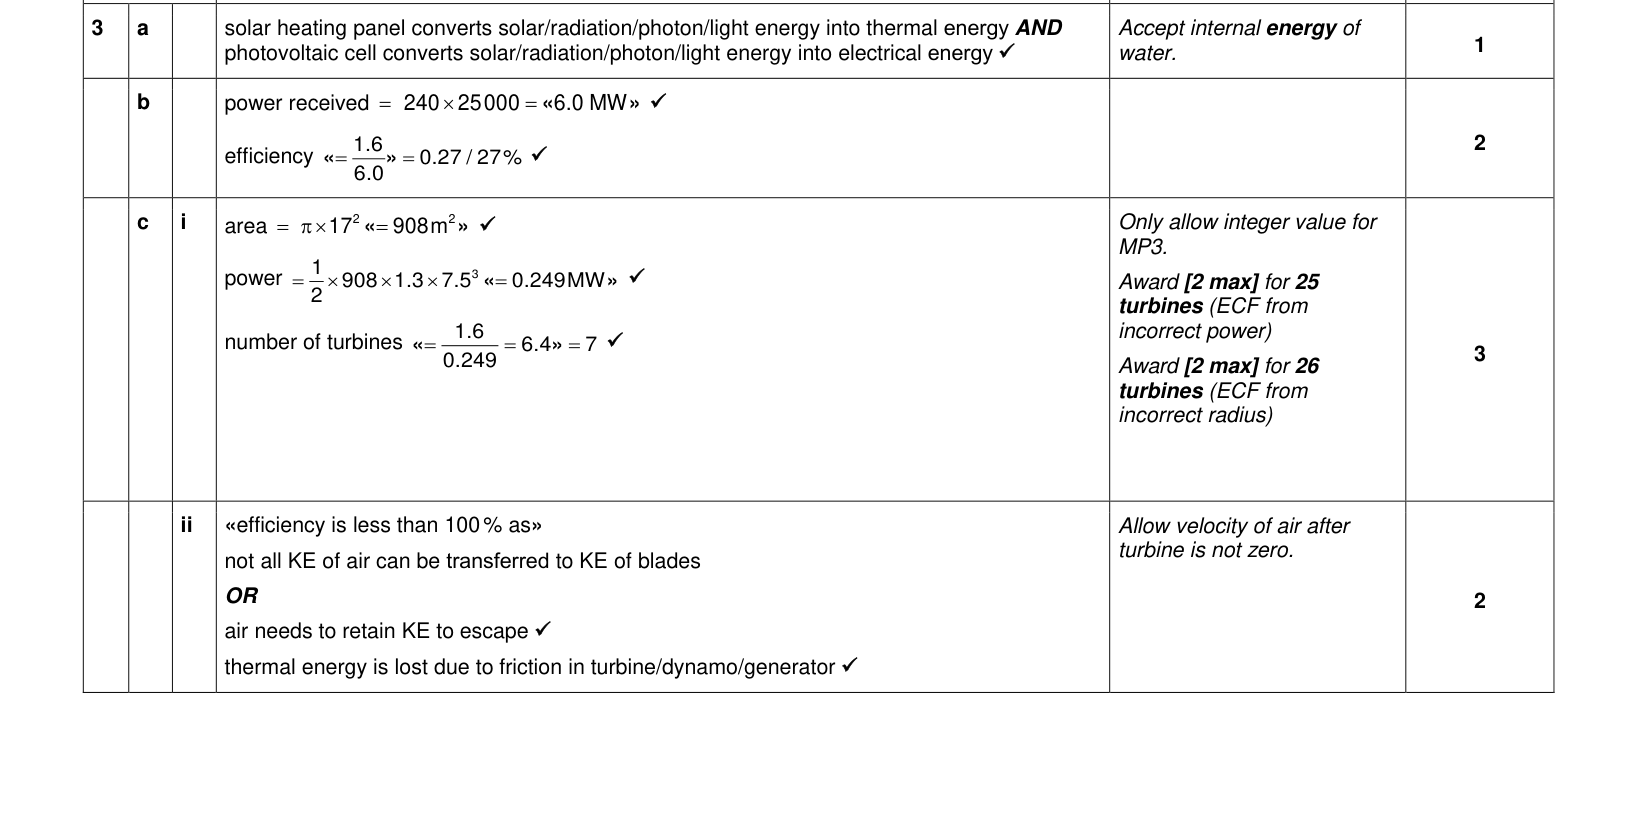 3 a solar heating panel converts solar/radiation/photon/light energy into thermal energy AND
photovoltaic cell converts solar/radiation/photon/light energy into electrical energy ✓
Accept internal energy of
water.
1
b power received = 240 × 25000 = «6.0 MW» ✓
efficiency «= 1.6/6.0» = 0.27 / 27% ✓
2
c i area = π × 17² «= 908m²» ✓
power = 1/2 × 908 × 1.3 × 7.5³ «= 0.249MW» ✓
number of turbines «= 1.6/0.249 = 6.4» = 7 ✓
Only allow integer value for
MP3.
Award [2 max] for 25
turbines (ECF from
incorrect power)
Award [2 max] for 26
turbines (ECF from
incorrect radius)
3
ii «efficiency is less than 100% as»
not all KE of air can be transferred to KE of blades
OR
air needs to retain KE to escape ✓
thermal energy is lost due to friction in turbine/dynamo/generator ✓
Allow velocity of air after
turbine is not zero.
2